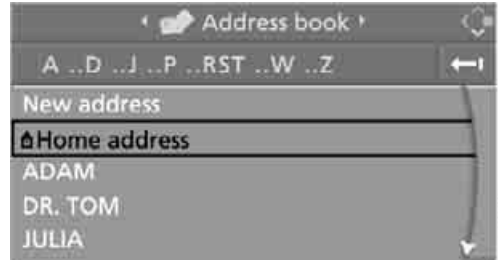 Address book
A ..D ..J ..P ..RST ..W ..Z
New address
Home address
ADAM
DR. TOM
JULIA